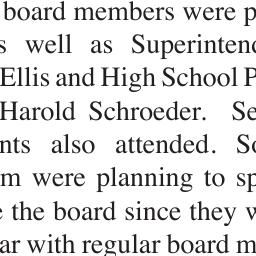 board members were p
s well as Superintend
Ellis and High School P
Harold Schroeder. Se
nts also attended. So
m were planning to sp
e the board since they w
ar with regular board m